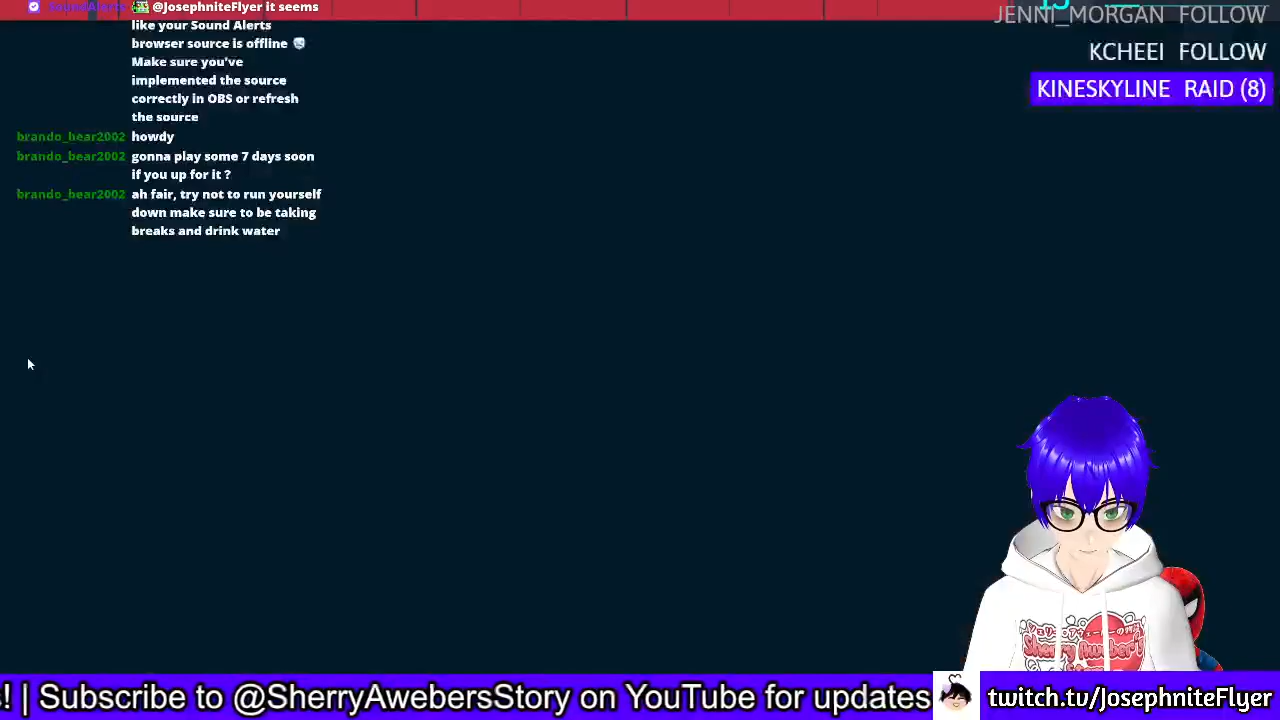 @JosephniteFlyer it seems
like your Sound Alerts
browser source is offline
Make sure you've
implemented the source
correctly in OBS or refresh
the source
brando_bear2002 howdy
brando_bear2002 gonna play some 7 days soon
if you up for it ?
brando_bear2002 ah fair, try not to run yourself
down make sure to be taking
breaks and drink water
JENNI_MORGAN FOLLOW
KCHEEI FOLLOW
KINESKYLINE RAID (8)
Sherry Aweber's
s! | Subscribe to @SherryAwebersStory on YouTube for updates
twitch.tv/JosephniteFlyer